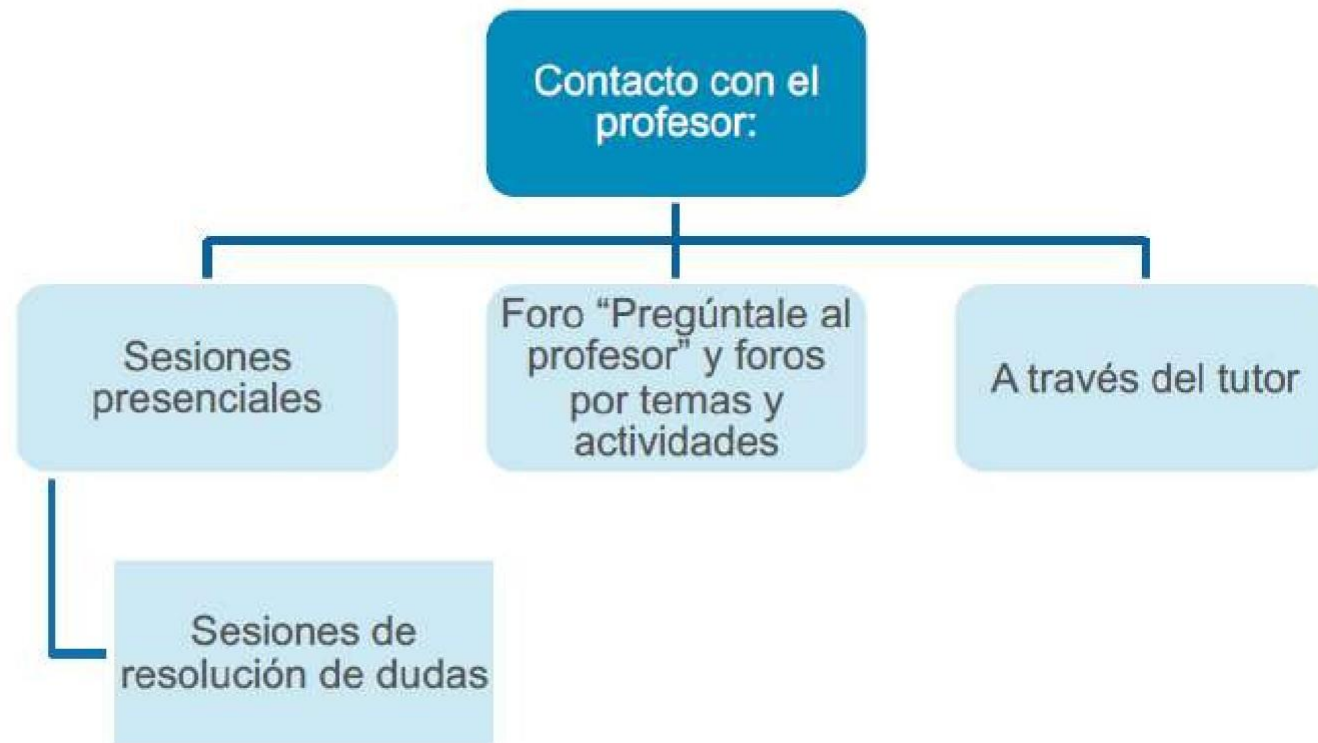 Contacto con el
profesor:
Sesiones
presenciales
Foro “Pregúntale al
profesor” y foros
por temas y
actividades
A través del tutor
Sesiones de
resolución de dudas